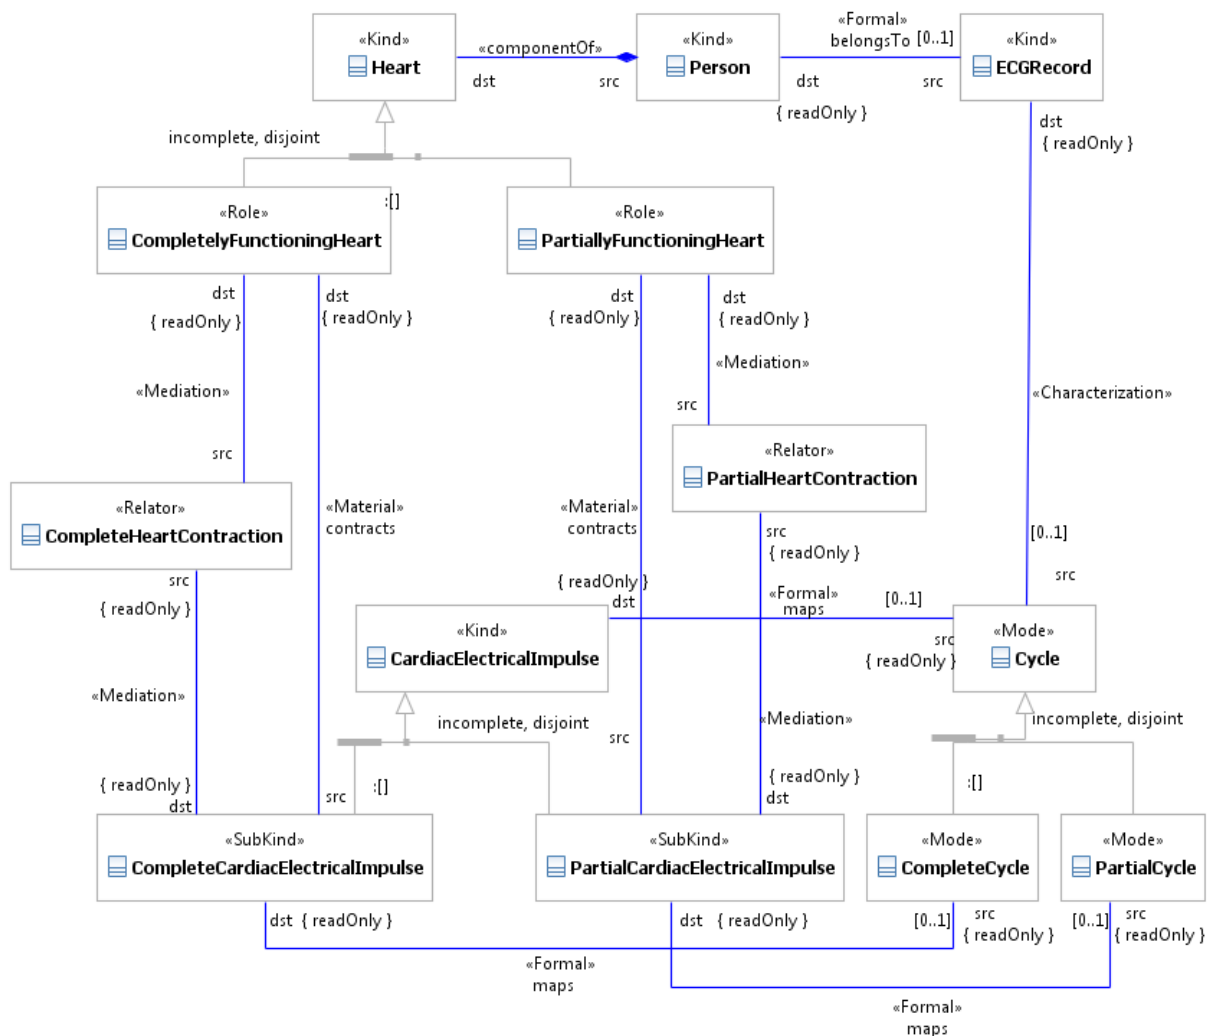 «Kind»
Heart
«componentOf»
dst
src
«Kind»
Person
«Formal»
belongsTo
[0..1]
dst
src
{ readOnly }
«Kind»
ECGRecord
dst
{ readOnly }
incomplete, disjoint
:[]
«Role»
CompletelyFunctioningHeart
«Role»
PartiallyFunctioningHeart
dst
{ readOnly }
dst
{ readOnly }
dst
{ readOnly }
dst
{ readOnly }
«Mediation»
src
«Mediation»
src
«Characterization»
«Relator»
CompleteHeartContraction
«Material»
contracts
«Material»
contracts
«Relator»
PartialHeartContraction
src
{ readOnly }
src
{ readOnly }
[0..1]
src
{ readOnly }
dst
«Formal»
maps
[0..1]
src
{ readOnly }
«Kind»
CardiacElectricalImpulse
«Mode»
Cycle
«Mediation»
incomplete, disjoint
src
«Mediation»
incomplete, disjoint
{ readOnly }
dst
src
:[]
{ readOnly }
dst
:[]
«SubKind»
CompleteCardiacElectricalImpulse
«SubKind»
PartialCardiacElectricalImpulse
«Mode»
CompleteCycle
«Mode»
PartialCycle
dst { readOnly }
dst { readOnly }
[0..1]
src
{ readOnly }
[0..1]
src
{ readOnly }
«Formal»
maps
«Formal»
maps